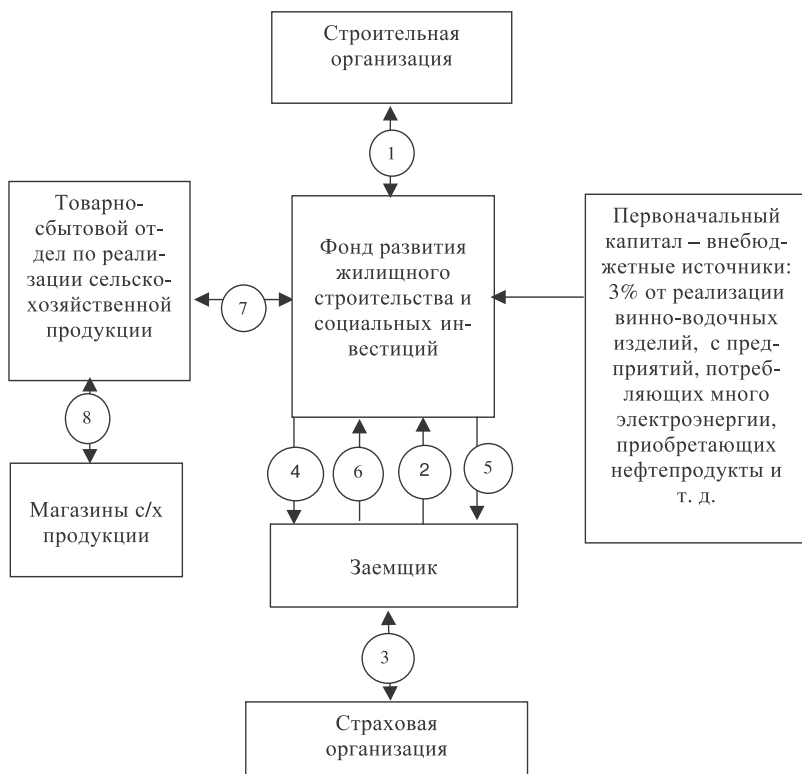 Строительная
организация
1
Товарно-
сбытовой от-
дел по реали-
зации сельско-
хозяйственной
продукции
Фонд развития
жилищного
строительства и
социальных ин-
вестиций
Первоначальный
капитал – внебюд-
жетные источники:
3% от реализации
винно-водочных
изделий, с пред-
приятий, потреб-
ляющих много
электроэнергии,
приобретающих
нефтепродукты и
т. д.
7
8
4
6
2
5
Магазины с/х
продукции
Заемщик
3
Страховая
организация